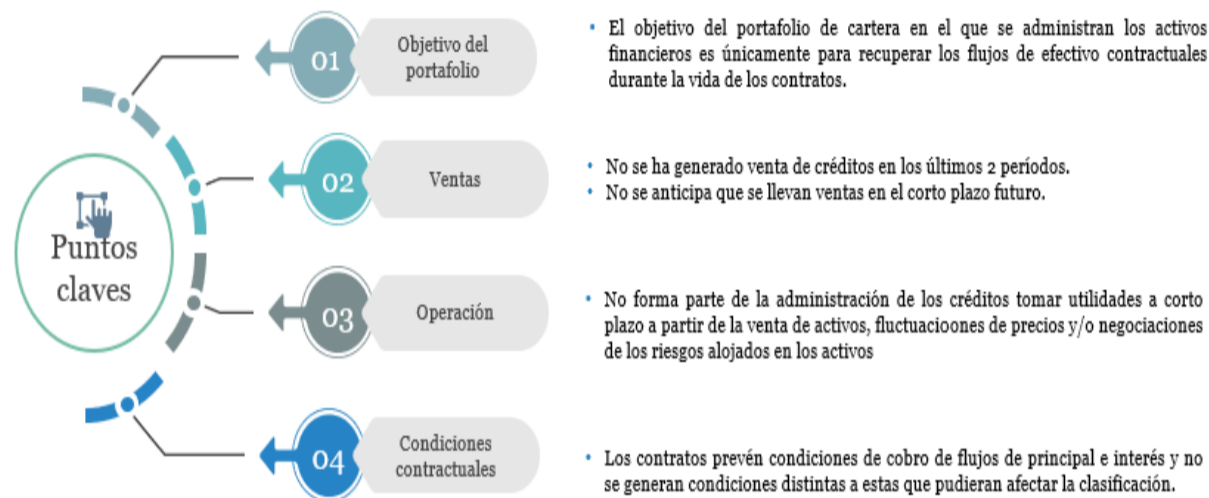 Puntos
claves
01
Objetivo del
portafolio
• El objetivo del portafolio de cartera en el que se administran los activos
financieros es únicamente para recuperar los flujos de efectivo contractuales
durante la vida de los contratos.
02
Ventas
• No se ha generado venta de créditos en los últimos 2 períodos.
• No se anticipa que se llevan ventas en el corto plazo futuro.
03
Operación
• No forma parte de la administración de los créditos tomar utilidades a corto
plazo a partir de la venta de activos, fluctuacioones de precios y/o negociaciones
de los riesgos alojados en los activos
04
Condiciones
contractuales
• Los contratos prevén condiciones de cobro de flujos de principal e interés y no
se generan condiciones distintas a estas que pudieran afectar la clasificación.